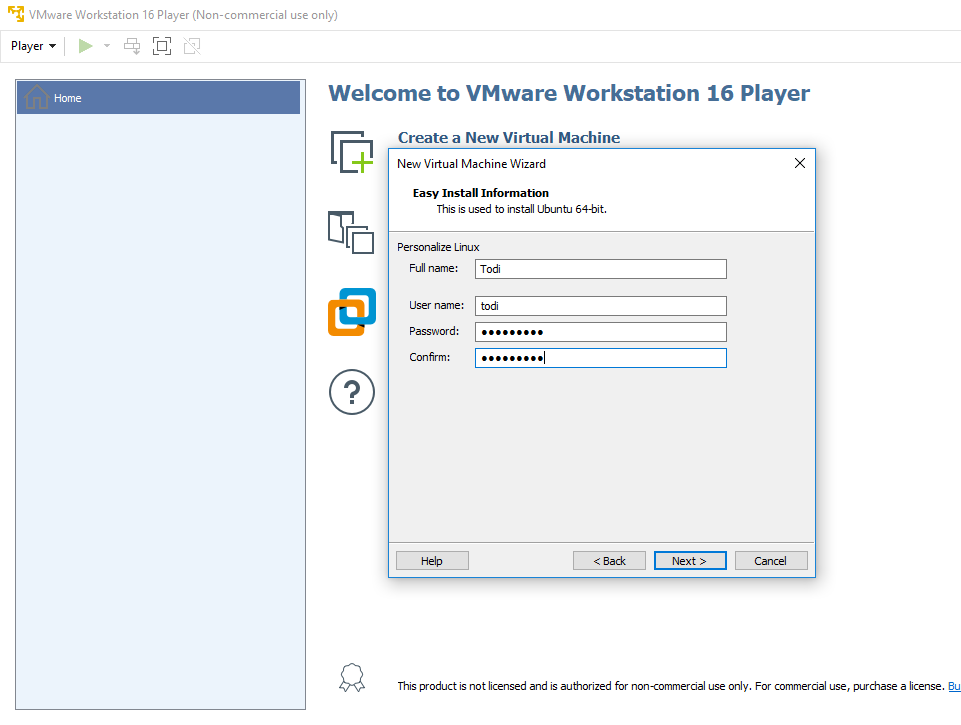 VMware Workstation 16 Player (Non-commercial use only)
Player
Home
Welcome to VMware Workstation 16 Player
Create a New Virtual Machine
New Virtual Machine Wizard
Easy Install Information
This is used to install Ubuntu 64-bit.
Personalize Linux
Full name: Todi
User name: todi
Password: ●●●●●●●●●
Confirm: ●●●●●●●●●
?
Help < Back Next > Cancel
This product is not licensed and is authorized for non-commercial use only. For commercial use, purchase a license. Bu